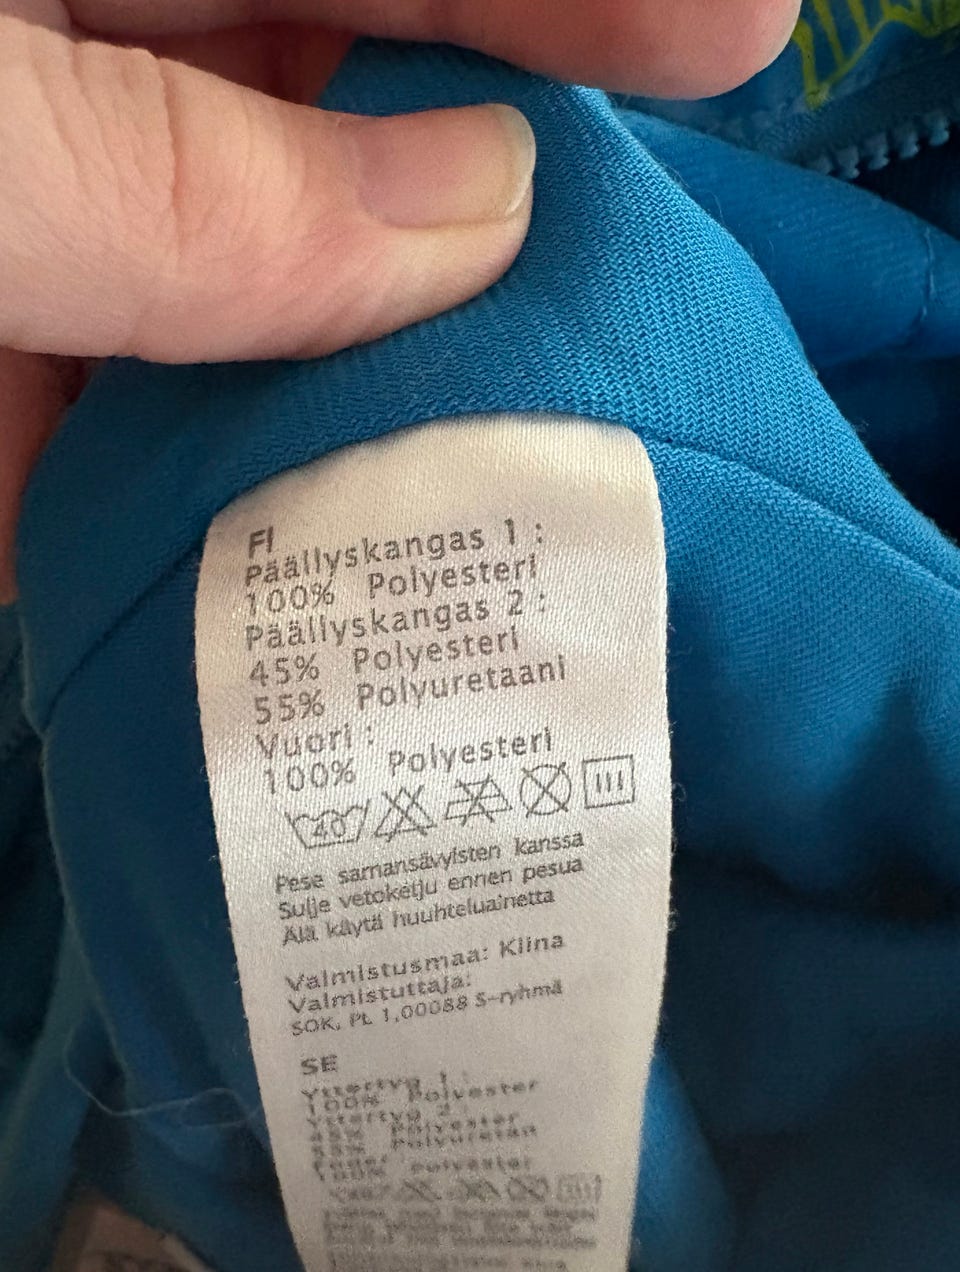 FI
Päällyskangas 1 :
100% Polyesteri
Päällyskangas 2 :
45% Polyesteri
55% Polyuretaani
Vuori :
100% Polyesteri
40
Pese samansävyisten kanssa
Sulje vetoketju ennen pesua
Älä käytä huuhteluainetta
Valmistusmaa: Kiina
Valmistuttaja:
SOK, PL 1,00088 S-ryhmä
SE
Yttertyg 1 :
100% Polyester
Yttertyg 2 :
45% Polyester
55% Polyuretan
Foder :
100% Polyester